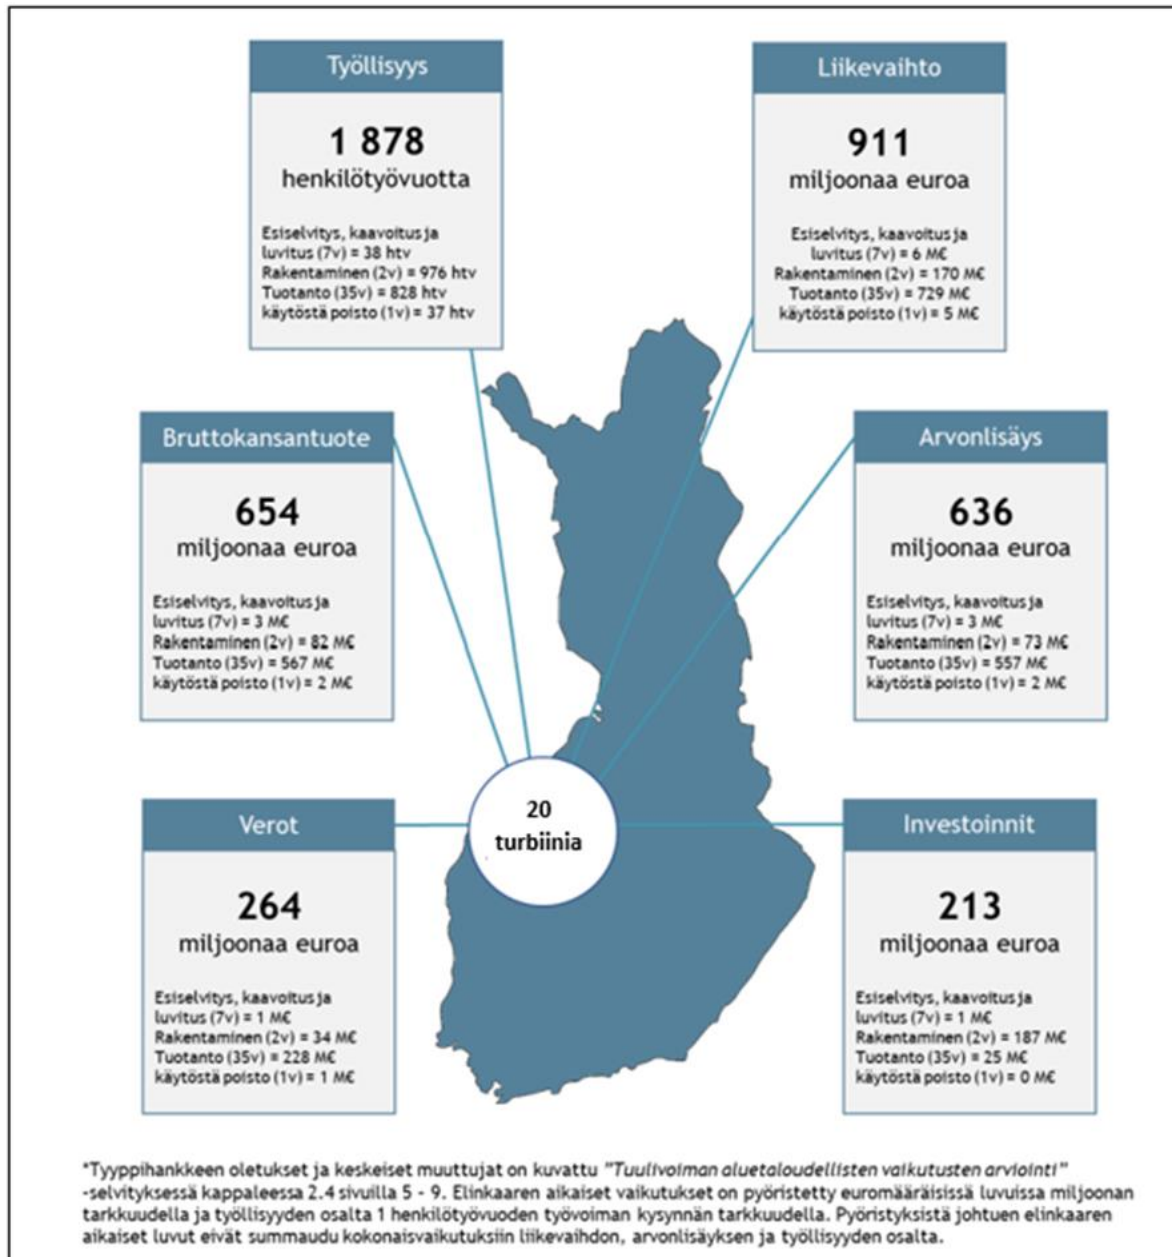 Työllisyys
1 878
henkilötyövuotta
Esiselvitys, kaavoitus ja
luvitus (7v) = 38 htv
Rakentaminen (2v) = 976 htv
Tuotanto (35v) = 828 htv
käytöstä poisto (1v) = 37 htv
Liikevaihto
911
miljoonaa euroa
Esiselvitys, kaavoitus ja
luvitus (7v) = 6 M€
Rakentaminen (2v) = 170 M€
Tuotanto (35v) = 729 M€
käytöstä poisto (1v) = 5 M€
Bruttokansantuote
654
miljoonaa euroa
Esiselvitys, kaavoitus ja
luvitus (7v) = 3 M€
Rakentaminen (2v) = 82 M€
Tuotanto (35v) = 567 M€
käytöstä poisto (1v) = 2 M€
Arvonlisäys
636
miljoonaa euroa
Esiselvitys, kaavoitus ja
luvitus (7v) = 3 M€
Rakentaminen (2v) = 73 M€
Tuotanto (35v) = 557 M€
käytöstä poisto (1v) = 2 M€
20
turbiinia
Verot
264
miljoonaa euroa
Esiselvitys, kaavoitus ja
luvitus (7v) = 1 M€
Rakentaminen (2v) = 34 M€
Tuotanto (35v) = 228 M€
käytöstä poisto (1v) = 1 M€
Investoinnit
213
miljoonaa euroa
Esiselvitys, kaavoitus ja
luvitus (7v) = 1 M€
Rakentaminen (2v) = 187 M€
Tuotanto (35v) = 25 M€
käytöstä poisto (1v) = 0 M€
*Tyyppihankkeen oletukset ja keskeiset muuttujat on kuvattu "Tuulivoiman aluetaloudellisten vaikutusten arviointi"
-selvityksessä kappaleessa 2.4 sivuilla 5 - 9. Elinkaaren aikaiset vaikutukset on pyöristetty euromääräisissä luvuissa miljoonan
tarkkuudella ja työllisyyden osalta 1 henkilötyövuoden työvoiman kysynnän tarkkuudella. Pyöristyksistä johtuen elinkaaren
aikaiset luvut eivät summaudu kokonaisvaikutuksiin liikevaihdon, arvonlisäyksen ja työllisyyden osalta.